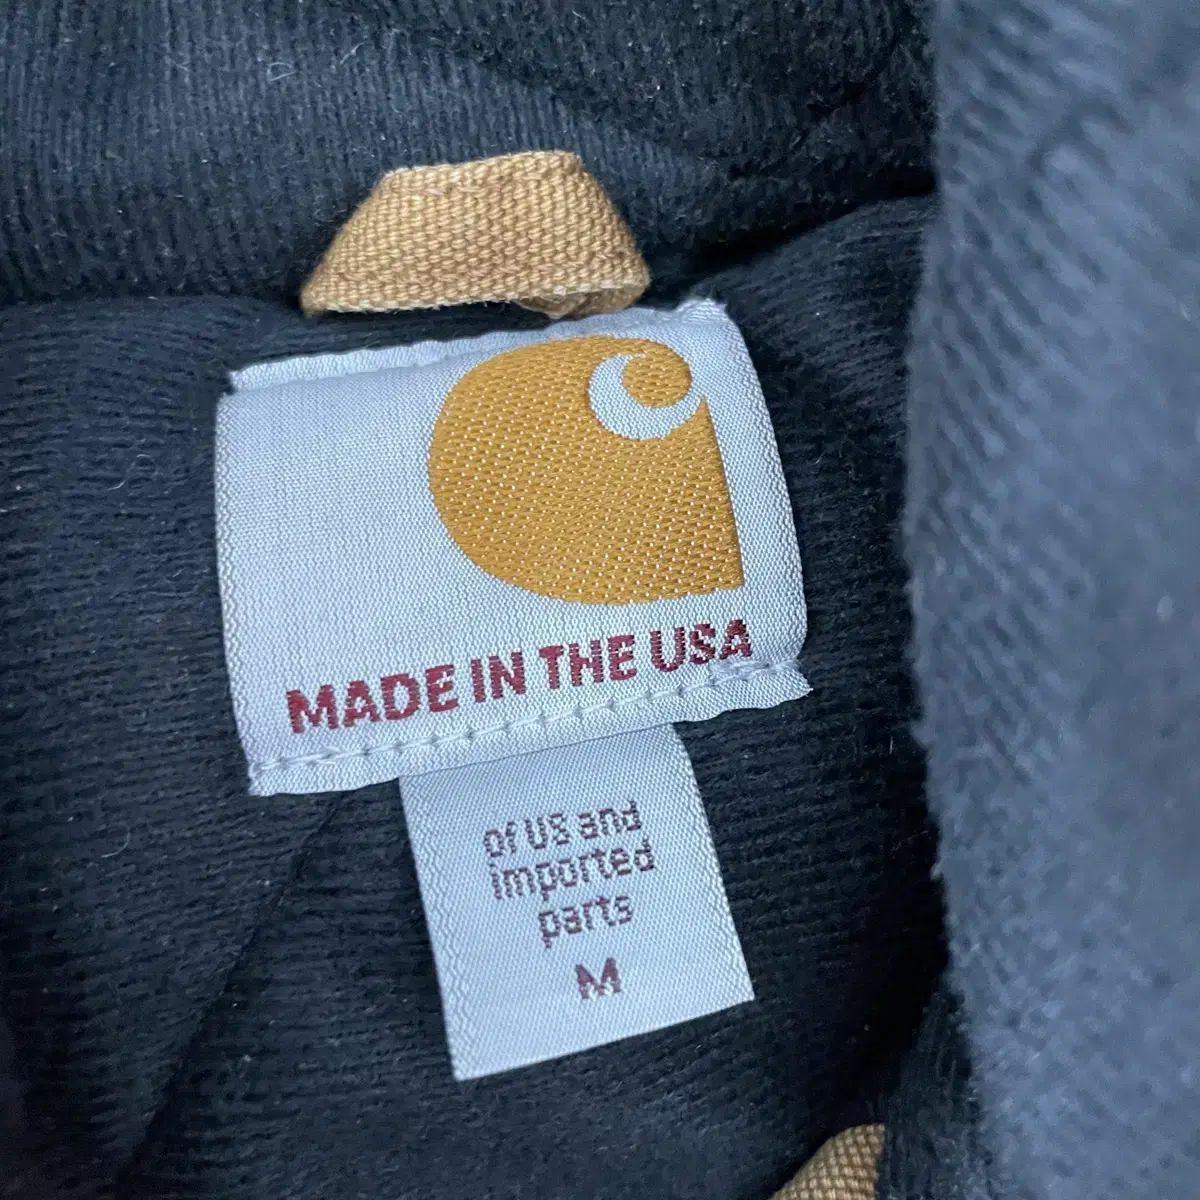 MADE IN THE USA
of US and
imported
parts
M